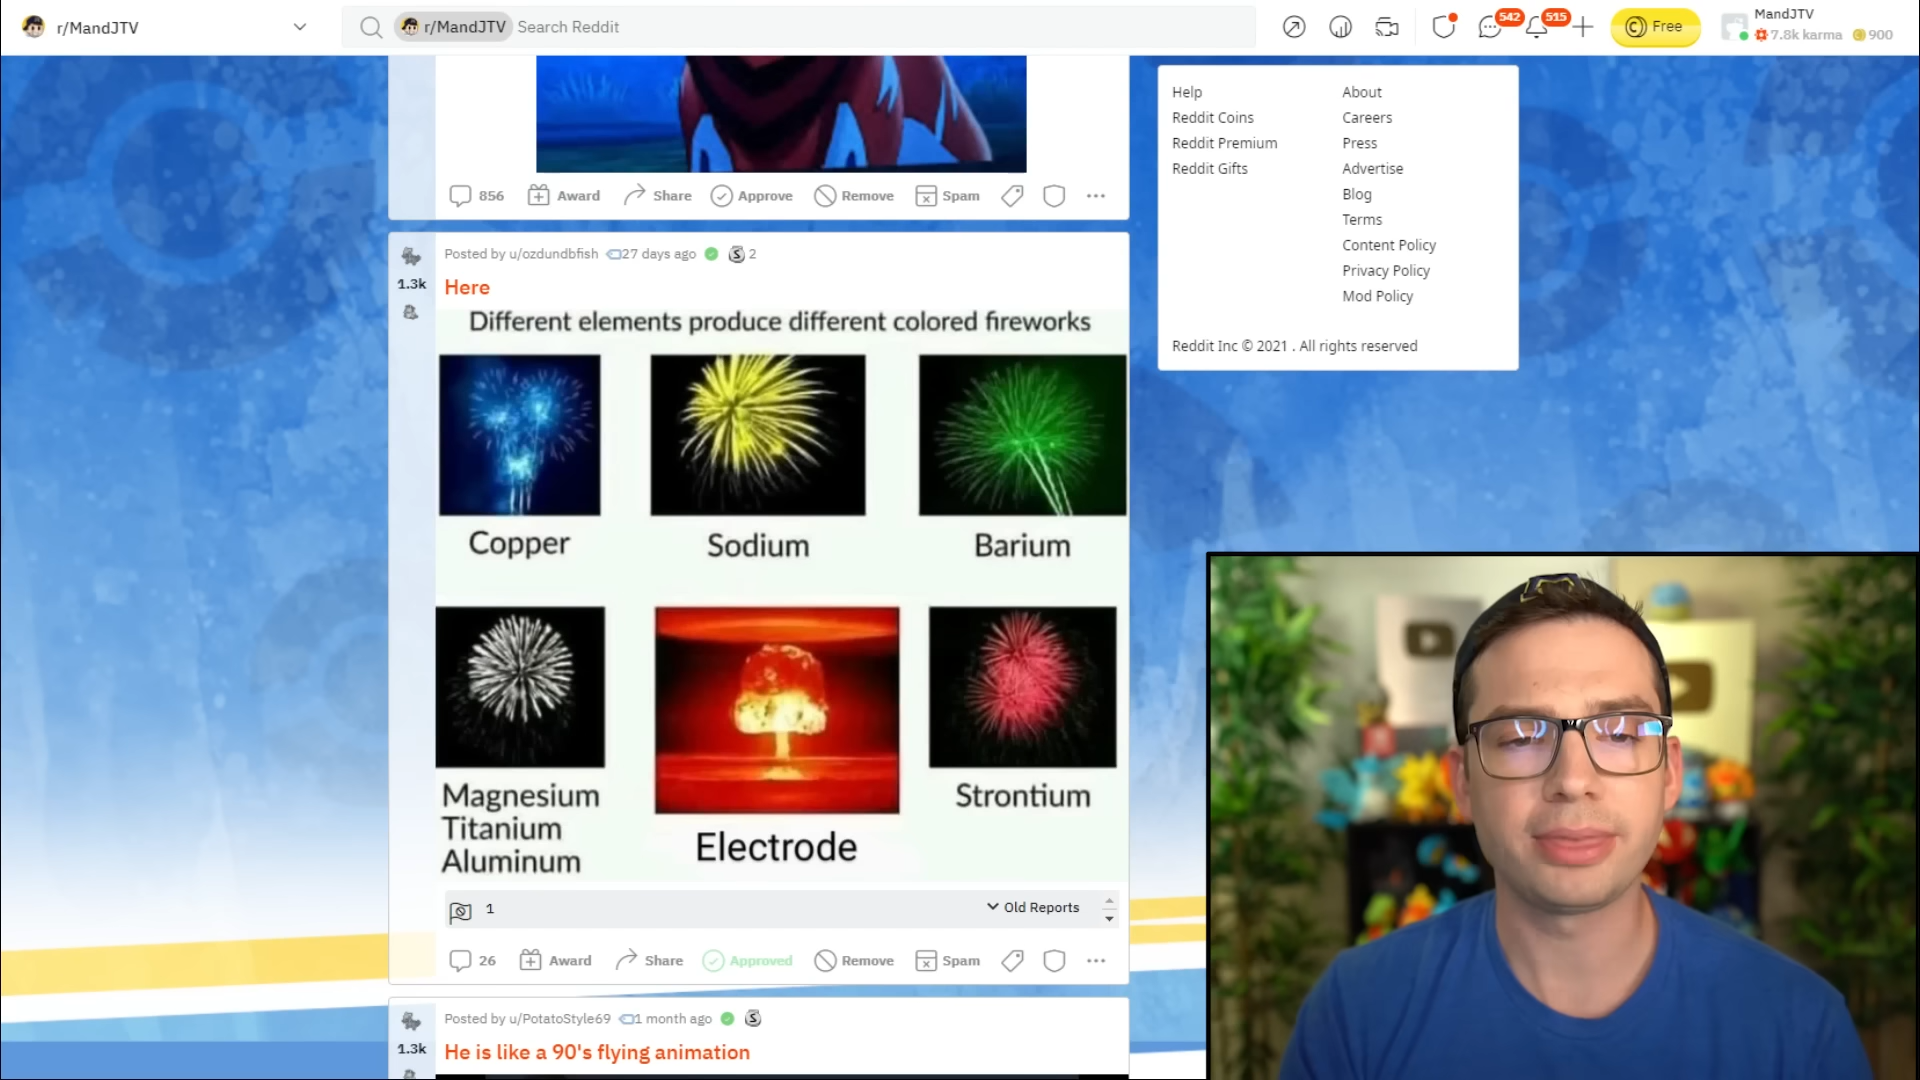 r/MandJTV
r/MandJTV Search Reddit
542
515
Free
MandJTV
7.8k karma 900
Help
Reddit Coins
Reddit Premium
Reddit Gifts
About
Careers
Press
Advertise
Blog
Terms
Content Policy
Privacy Policy
Mod Policy
Reddit Inc © 2021 . All rights reserved
856 Award Share Approve Remove Spam
Posted by u/ozdundbfish 27 days ago 2
1.3k
Here
Different elements produce different colored fireworks
Copper
Sodium
Barium
Magnesium
Titanium
Aluminum
Electrode
Strontium
1
Old Reports
26 Award Share Approved Remove Spam
Posted by u/PotatoStyle69 1 month ago
1.3k
He is like a 90's flying animation